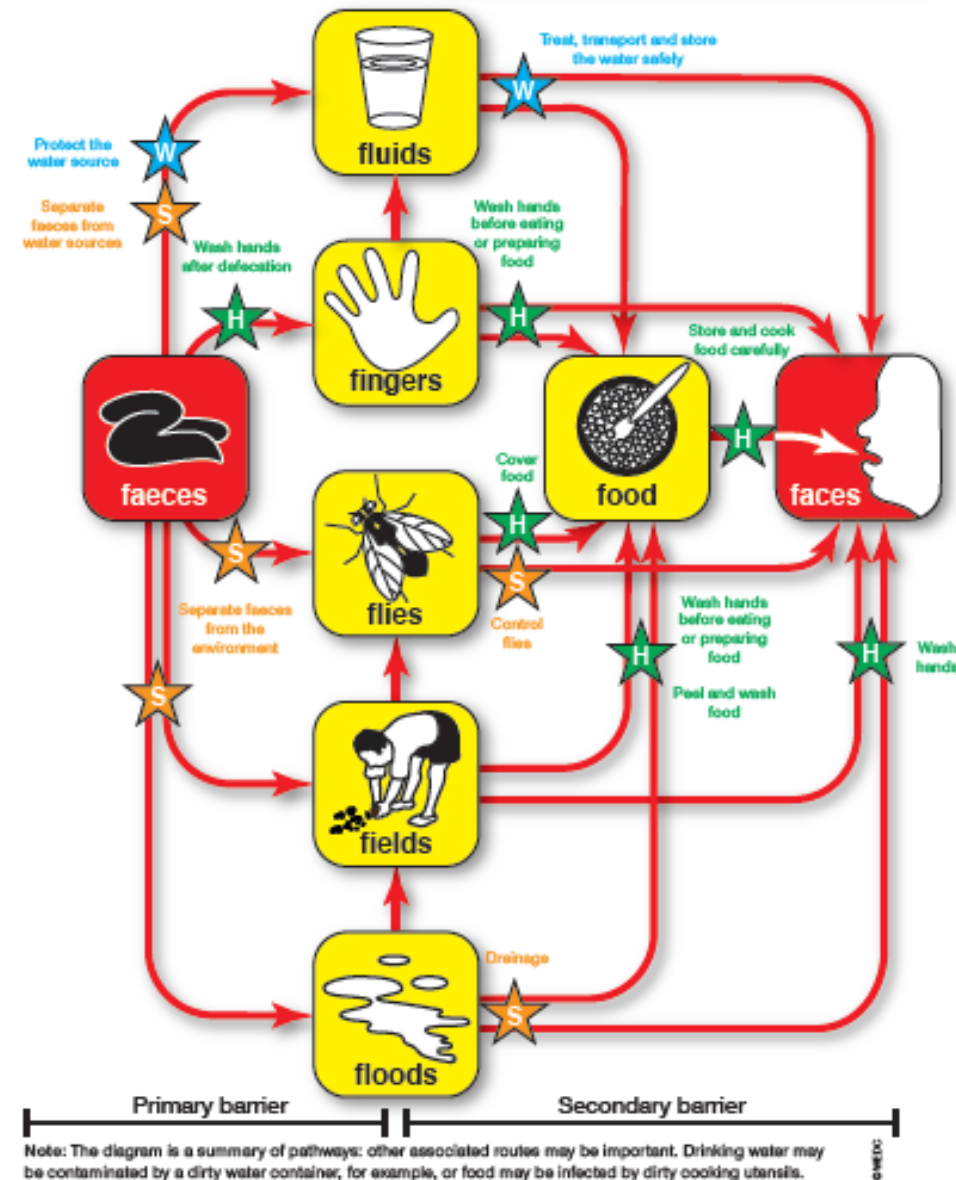 Treat, transport and store
the water safely
W
fluids
Protect the
water source
W
Separate
faeces from
water sources
S
Wash hands
after defecation
H
Wash hands
before eating
or preparing
food
H
fingers
Store and cook
food carefully
H
faeces
food
faces
Cover
food
H
S
flies
Separate faeces
from the
environment
S
Control
flies
Wash hands
before eating
or preparing
food
H
Peel and wash
food
H
Wash
hands
S
fields
Drainage
S
floods
Primary barrier
Secondary barrier
Note: The diagram is a summary of pathways: other associated routes may be important. Drinking water may
be contaminated by a dirty water container, for example, or food may be infected by dirty cooking utensils.
©WEDC